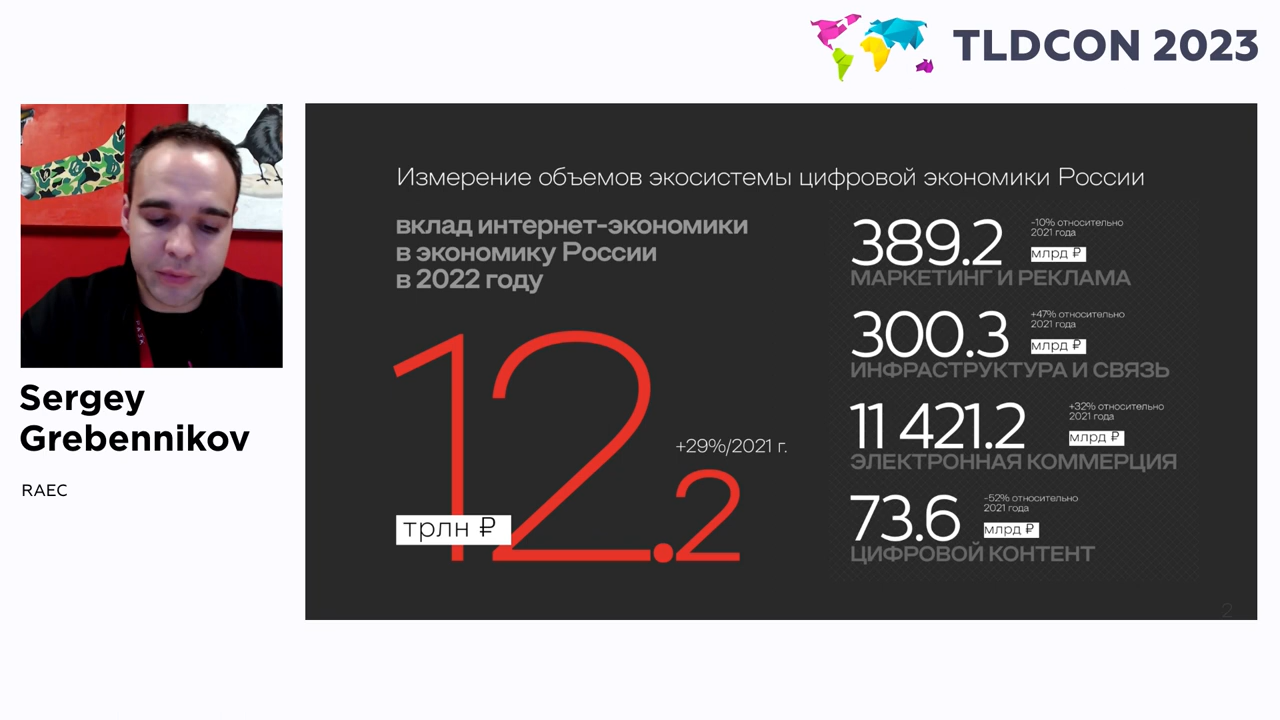 TLDCON 2023
Sergey
Grebennikov
RAEC
Измерение объемов экосистемы цифровой экономики России
вклад интернет-экономики
в экономику России
в 2022 году
12.2
+29%/2021 г.
трлн ₽
389.2
-10% относительно
2021 года
млрд ₽
МАРКЕТИНГ И РЕКЛАМА
300.3
+47% относительно
2021 года
млрд ₽
ИНФРАСТРУКТУРА И СВЯЗЬ
11 421.2
+32% относительно
2021 года
млрд ₽
ЭЛЕКТРОННАЯ КОММЕРЦИЯ
73.6
-52% относительно
2021 года
млрд ₽
ЦИФРОВОЙ КОНТЕНТ
2